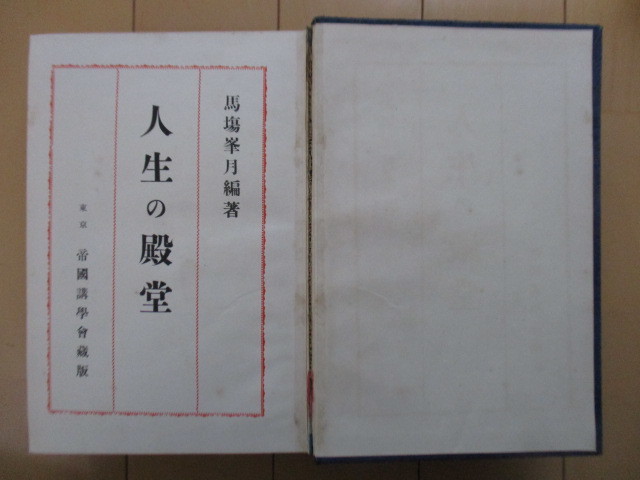 馬塲峯月編著
人生の殿堂
東京 帝國講學會藏版